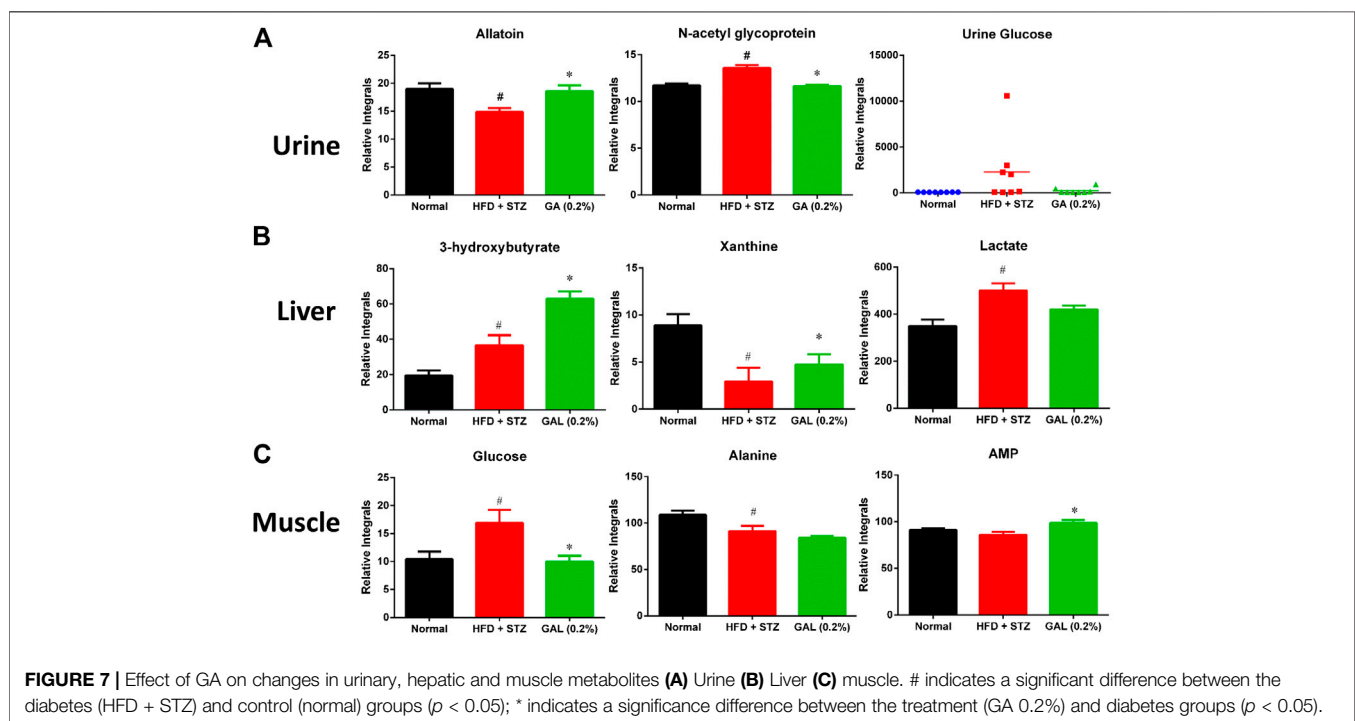 A
Allatoin
N-acetyl glycoprotein
Urine Glucose
Urine
Relative Integrals
25
20
15
10
5
0
#
*
Normal
HFD + STZ
GA (0.2%)
Relative Integrals
15
10
5
0
#
*
Normal
HFD + STZ
GA (0.2%)
Relative Integrals
15000
10000
5000
0
Normal
HFD + STZ
GA (0.2%)
B
3-hydroxybutyrate
Xanthine
Lactate
Liver
Relative Integrals
80
60
40
20
0
#
*
Normal
HFD + STZ
GAL (0.2%)
Relative Integrals
15
10
5
0
#
*
Normal
HFD + STZ
GAL (0.2%)
Relative Integrals
600
400
200
0
#
Normal
HFD + STZ
GAL (0.2%)
C
Glucose
Alanine
AMP
Muscle
Relative Integrals
25
20
15
10
5
0
#
*
Normal
HFD + STZ
GAL (0.2%)
Relative Integrals
150
100
50
0
#
Normal
HFD + STZ
GAL (0.2%)
Relative Integrals
150
100
50
0
*
Normal
HFD + STZ
GAL (0.2%)
FIGURE 7 | Effect of GA on changes in urinary, hepatic and muscle metabolites (A) Urine (B) Liver (C) muscle. # indicates a significant difference between the
diabetes (HFD + STZ) and control (normal) groups (p < 0.05); * indicates a significance difference between the treatment (GA 0.2%) and diabetes groups (p < 0.05).